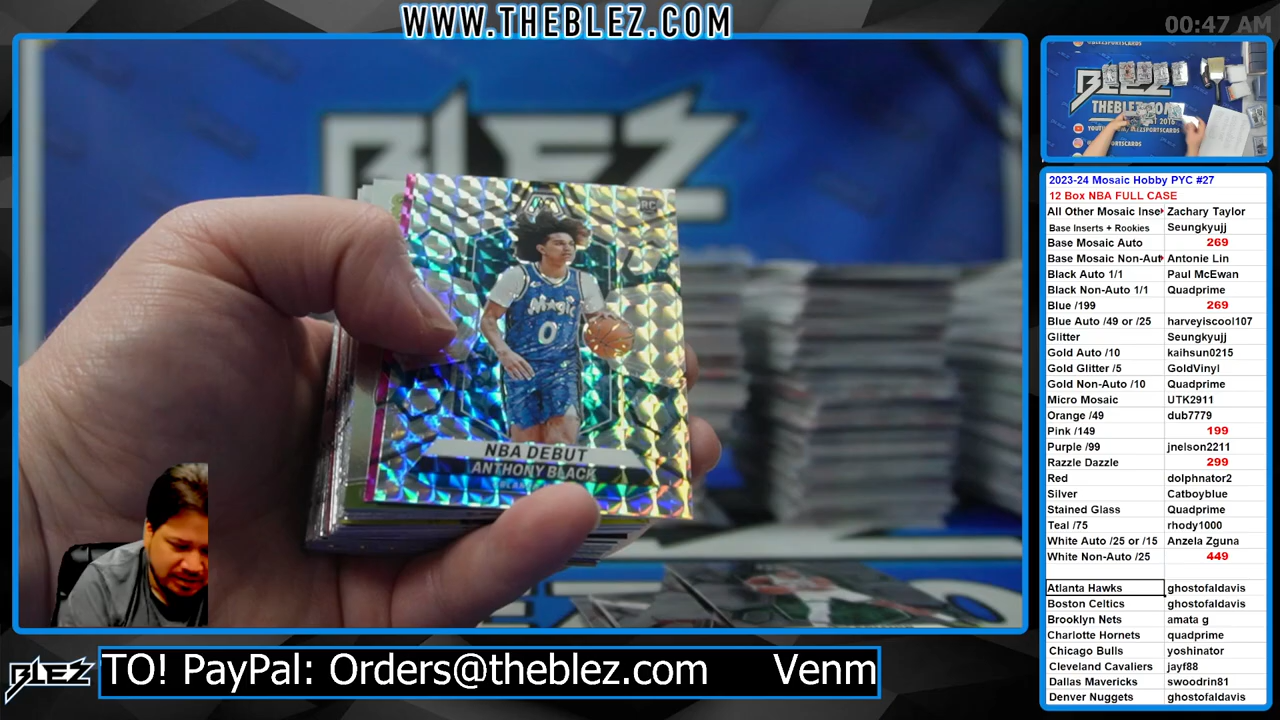 WWW.THEBLEZ.COM
00:47 AM
BLEZ
BLEZ
THEBLEZ.COM
RC
MAGIC
0
NBA DEBUT
ANTHONY BLACK
2023-24 Mosaic Hobby PYC #27
12 Box NBA FULL CASE
All Other Mosaic Inse Zachary Taylor
Base Inserts + Rookies Seungkyujj
Base Mosaic Auto 269
Base Mosaic Non-Aut Antonie Lin
Black Auto 1/1 Paul McEwan
Black Non-Auto 1/1 Quadprime
Blue /199 269
Blue Auto /49 or /25 harveyiscool107
Glitter Seungkyujj
Gold Auto /10 kaihsun0215
Gold Glitter /5 GoldVinyl
Gold Non-Auto /10 Quadprime
Micro Mosaic UTK2911
Orange /49 dub7779
Pink /149 199
Purple /99 jnelson2211
Razzle Dazzle 299
Red dolphnator2
Silver Catboyblue
Stained Glass Quadprime
Teal /75 rhody1000
White Auto /25 or /15 Anzela Zguna
White Non-Auto /25 449
Atlanta Hawks ghostofaldavis
Boston Celtics ghostofaldavis
Brooklyn Nets amata g
Charlotte Hornets quadprime
Chicago Bulls yoshinator
Cleveland Cavaliers jayf88
Dallas Mavericks swoodrin81
Denver Nuggets ghostofaldavis
BLEZ
TO! PayPal: Orders@theblez.com Venm